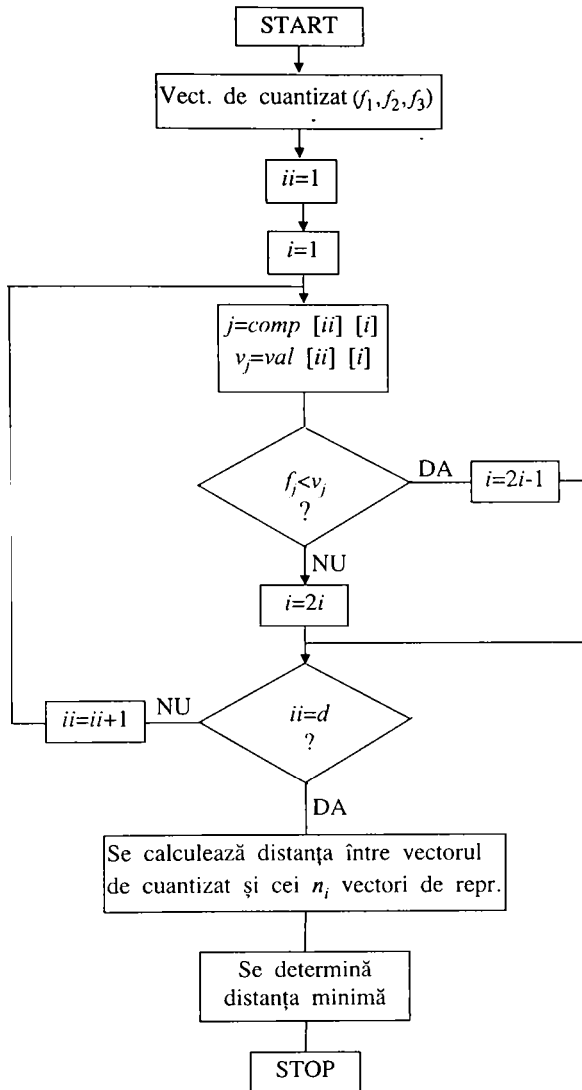 START
Vect. de cuantizat (f₁,f₂,f₃)
ii=1
i=1
j=comp [ii] [i]
vⱼ=val [ii] [i]
fⱼ<vⱼ
?
DA
i=2i-1
NU
i=2i
ii=d
?
NU
ii=ii+1
DA
Se calculează distanța între vectorul
de cuantizat și cei nᵢ vectori de repr.
Se determină
distanța minimă
STOP